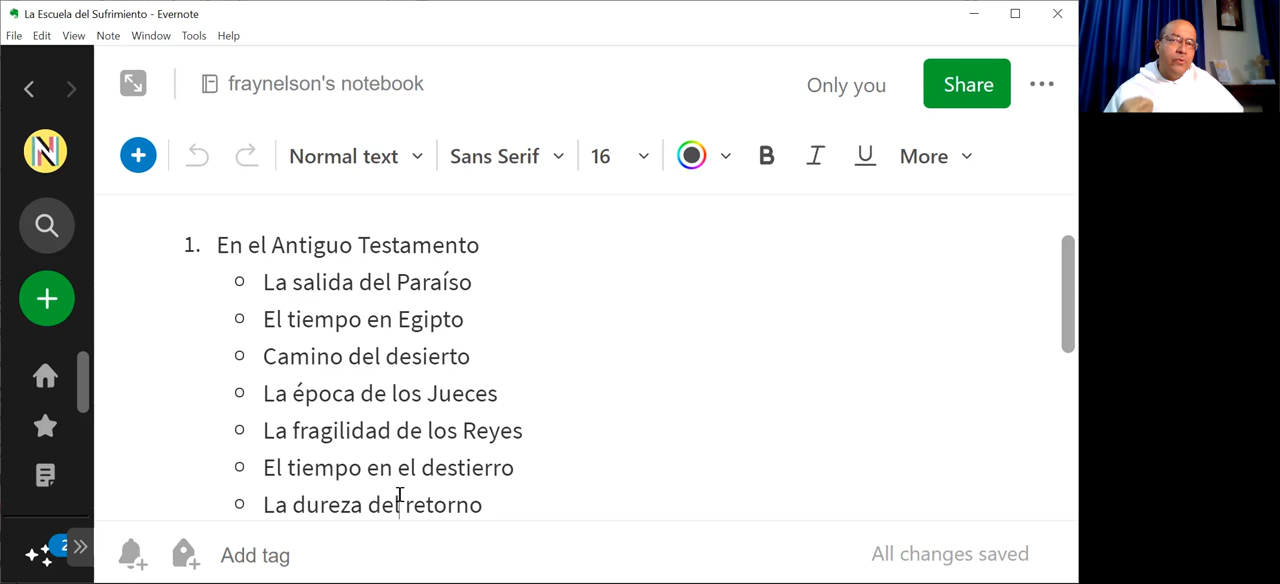 La Escuela del Sufrimiento - Evernote
File Edit View Note Window Tools Help
fraynelson's notebook
Only you
Share
Normal text
Sans Serif
16
B I U More
N
1. En el Antiguo Testamento
La salida del Paraíso
El tiempo en Egipto
Camino del desierto
La época de los Jueces
La fragilidad de los Reyes
El tiempo en el destierro
La dureza del retorno
2
Add tag
All changes saved